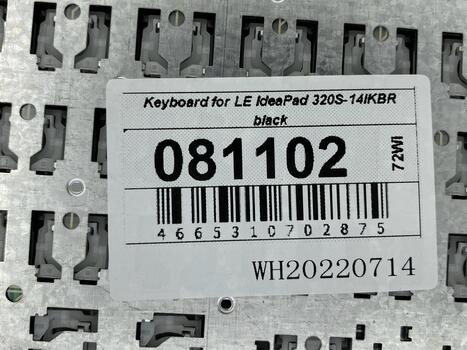 Keyboard for LE IdeaPad 320S-14IKBR
black
081102
72WI
4665310702875
WH20220714